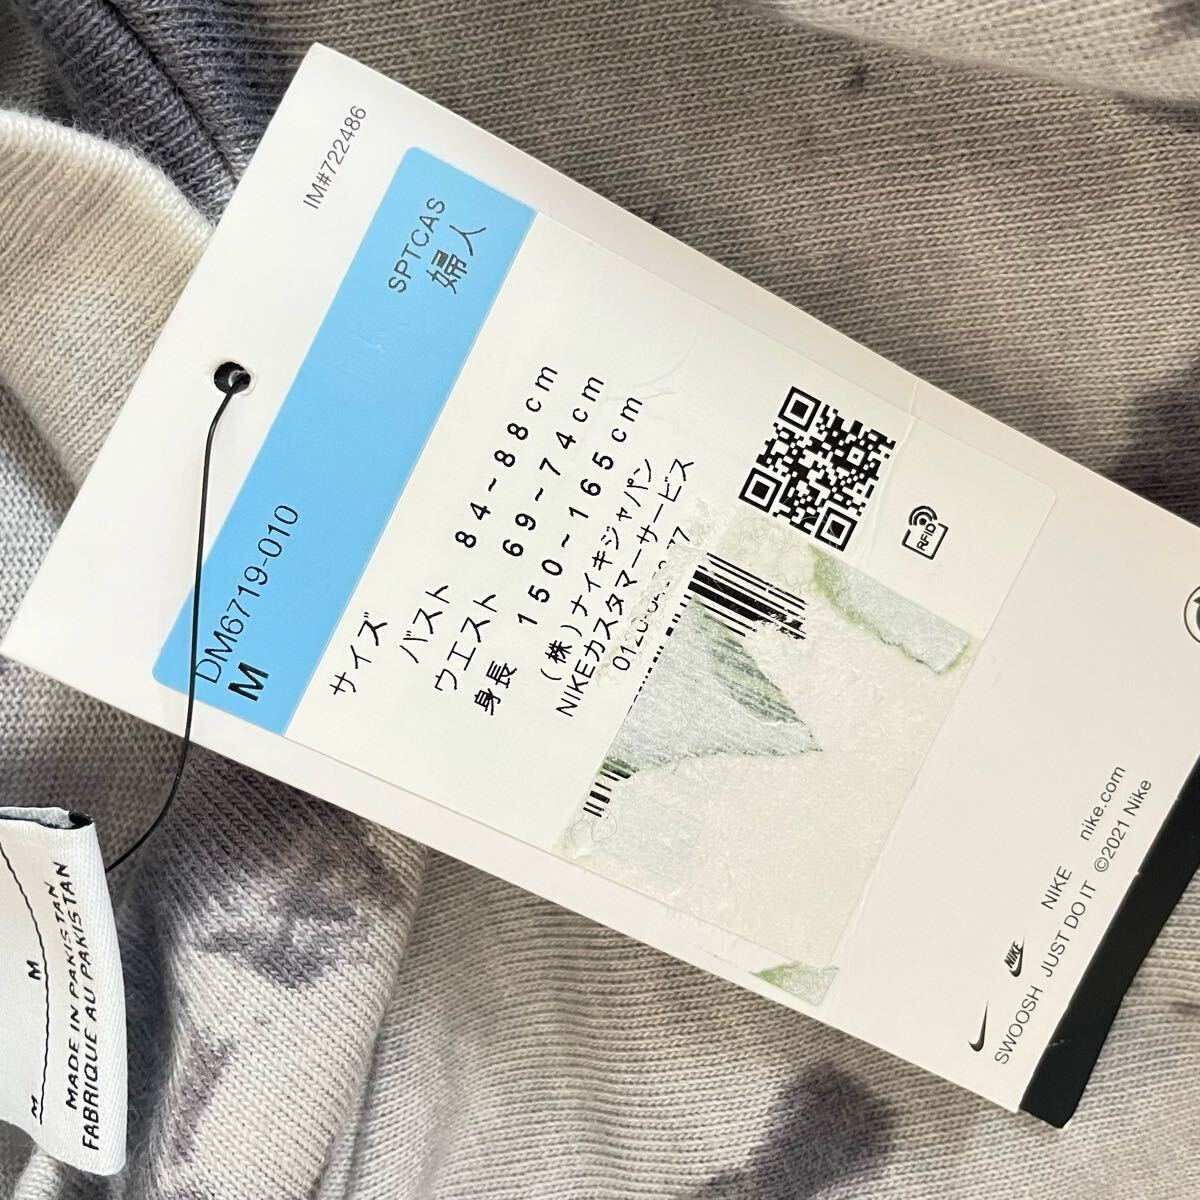 IM#722486
SPTCAS
婦人
DM6719-010
M
サイズ
バスト 84~88cm
ウエスト 69~74cm
身長 150~165cm
(株)ナイキジャパン
NIKEカスタマーサービス
RFID
NIKE nike.com
NIKE
SWOOSH JUST DO IT ©2021 Nike
M M
MADE IN PAKISTAN
FABRIQUE AU PAKISTAN